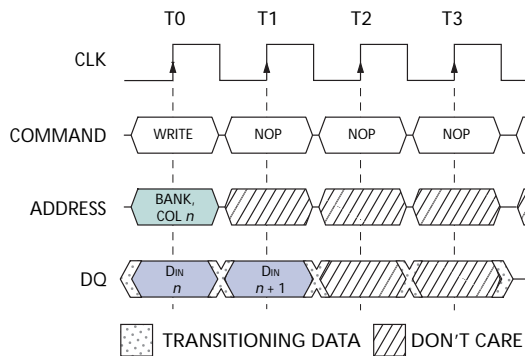 T0 T1 T2 T3
CLK
COMMAND WRITE NOP NOP NOP
ADDRESS BANK, COL n
DQ DIN n DIN n + 1
TRANSITIONING DATA DON'T CARE